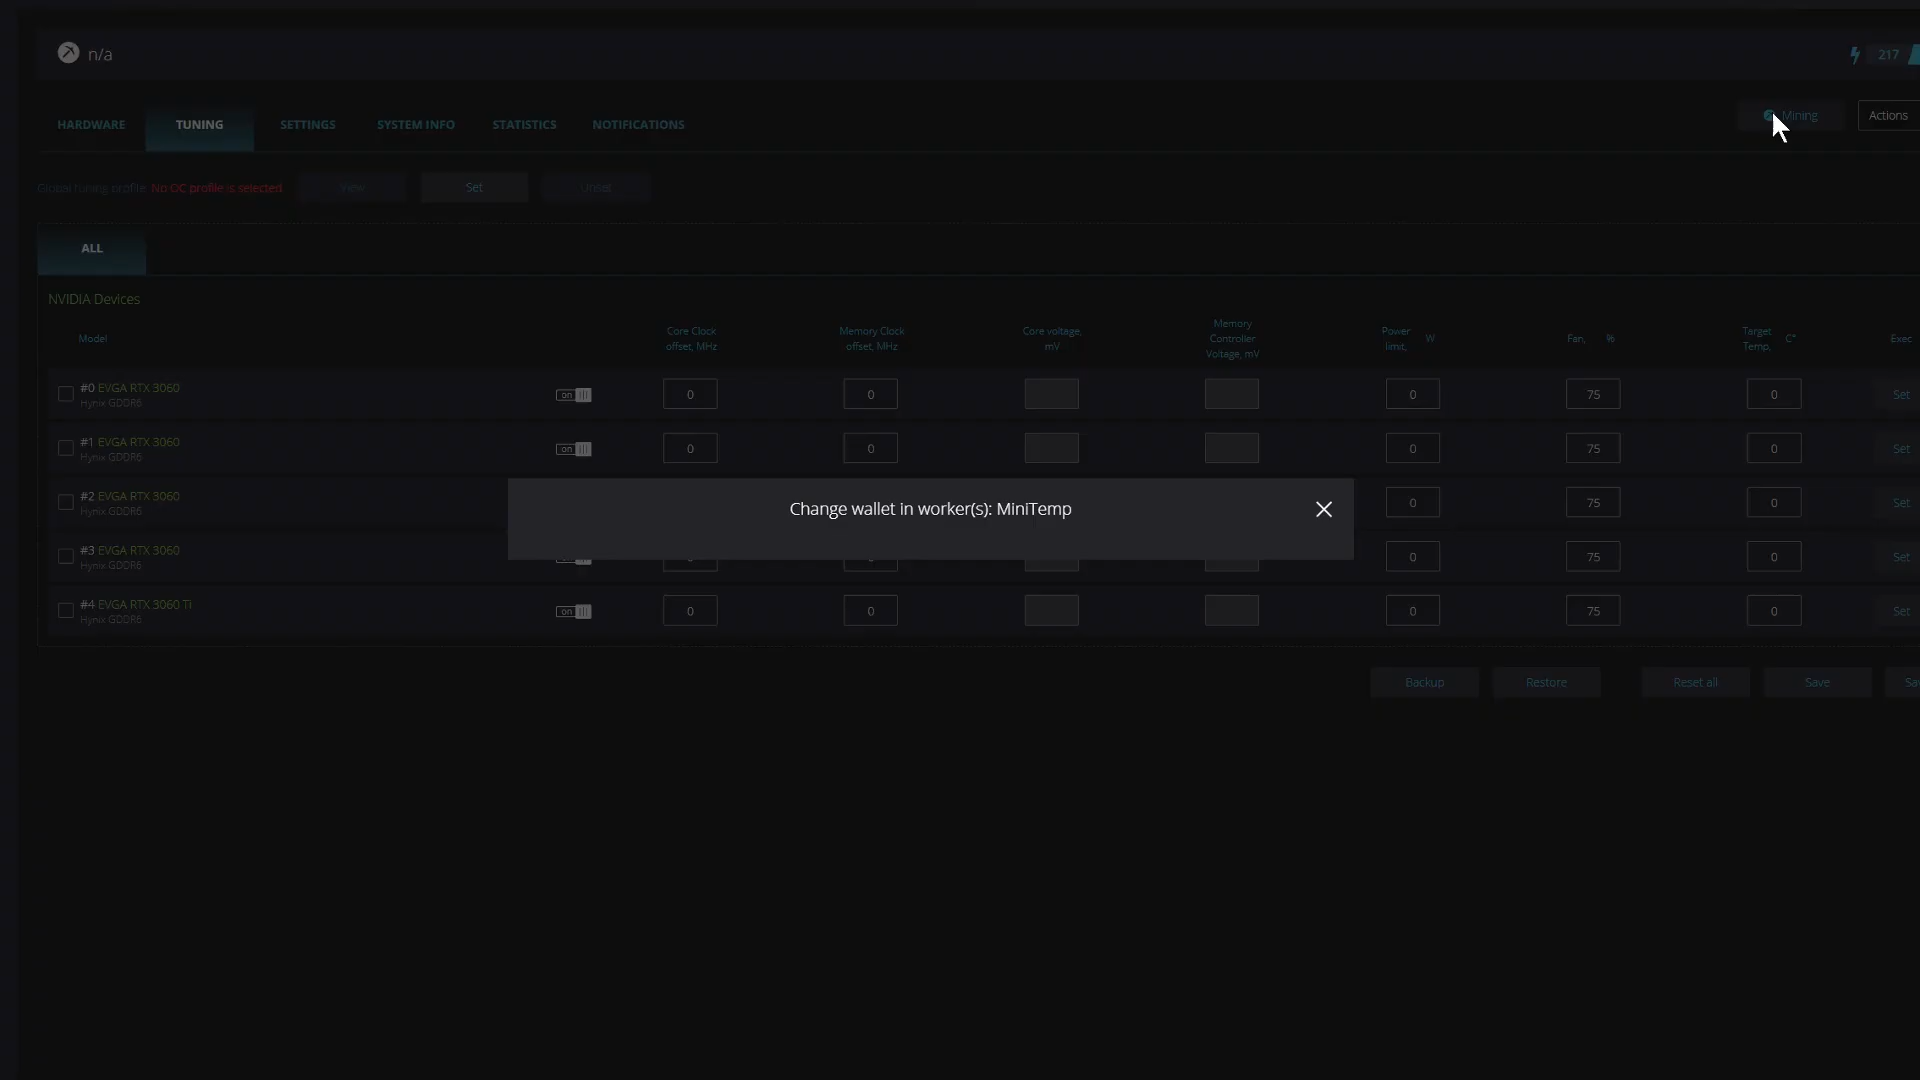 n/a
217
HARDWARE TUNING SETTINGS SYSTEM INFO STATISTICS NOTIFICATIONS
Mining Actions
Global tuning profile: No OC profile is selected View Set Unset
ALL
NVIDIA Devices
Model
Core Clock offset, MHz
Memory Clock offset, MHz
Core voltage, mV
Memory Controller Voltage, mV
Power limit, W
Fan, %
Target Temp, C°
Exec
#0 EVGA RTX 3060 on 0 0 0 75 0 Set
Hynix GDDR6
#1 EVGA RTX 3060 on 0 0 0 75 0 Set
Hynix GDDR6
#2 EVGA RTX 3060 0 75 0 Set
Hynix GDDR6
Change wallet in worker(s): MiniTemp
#3 EVGA RTX 3060 0 75 0 Set
Hynix GDDR6
#4 EVGA RTX 3060 Ti on 0 0 0 75 0 Set
Hynix GDDR6
Backup Restore Reset all Save